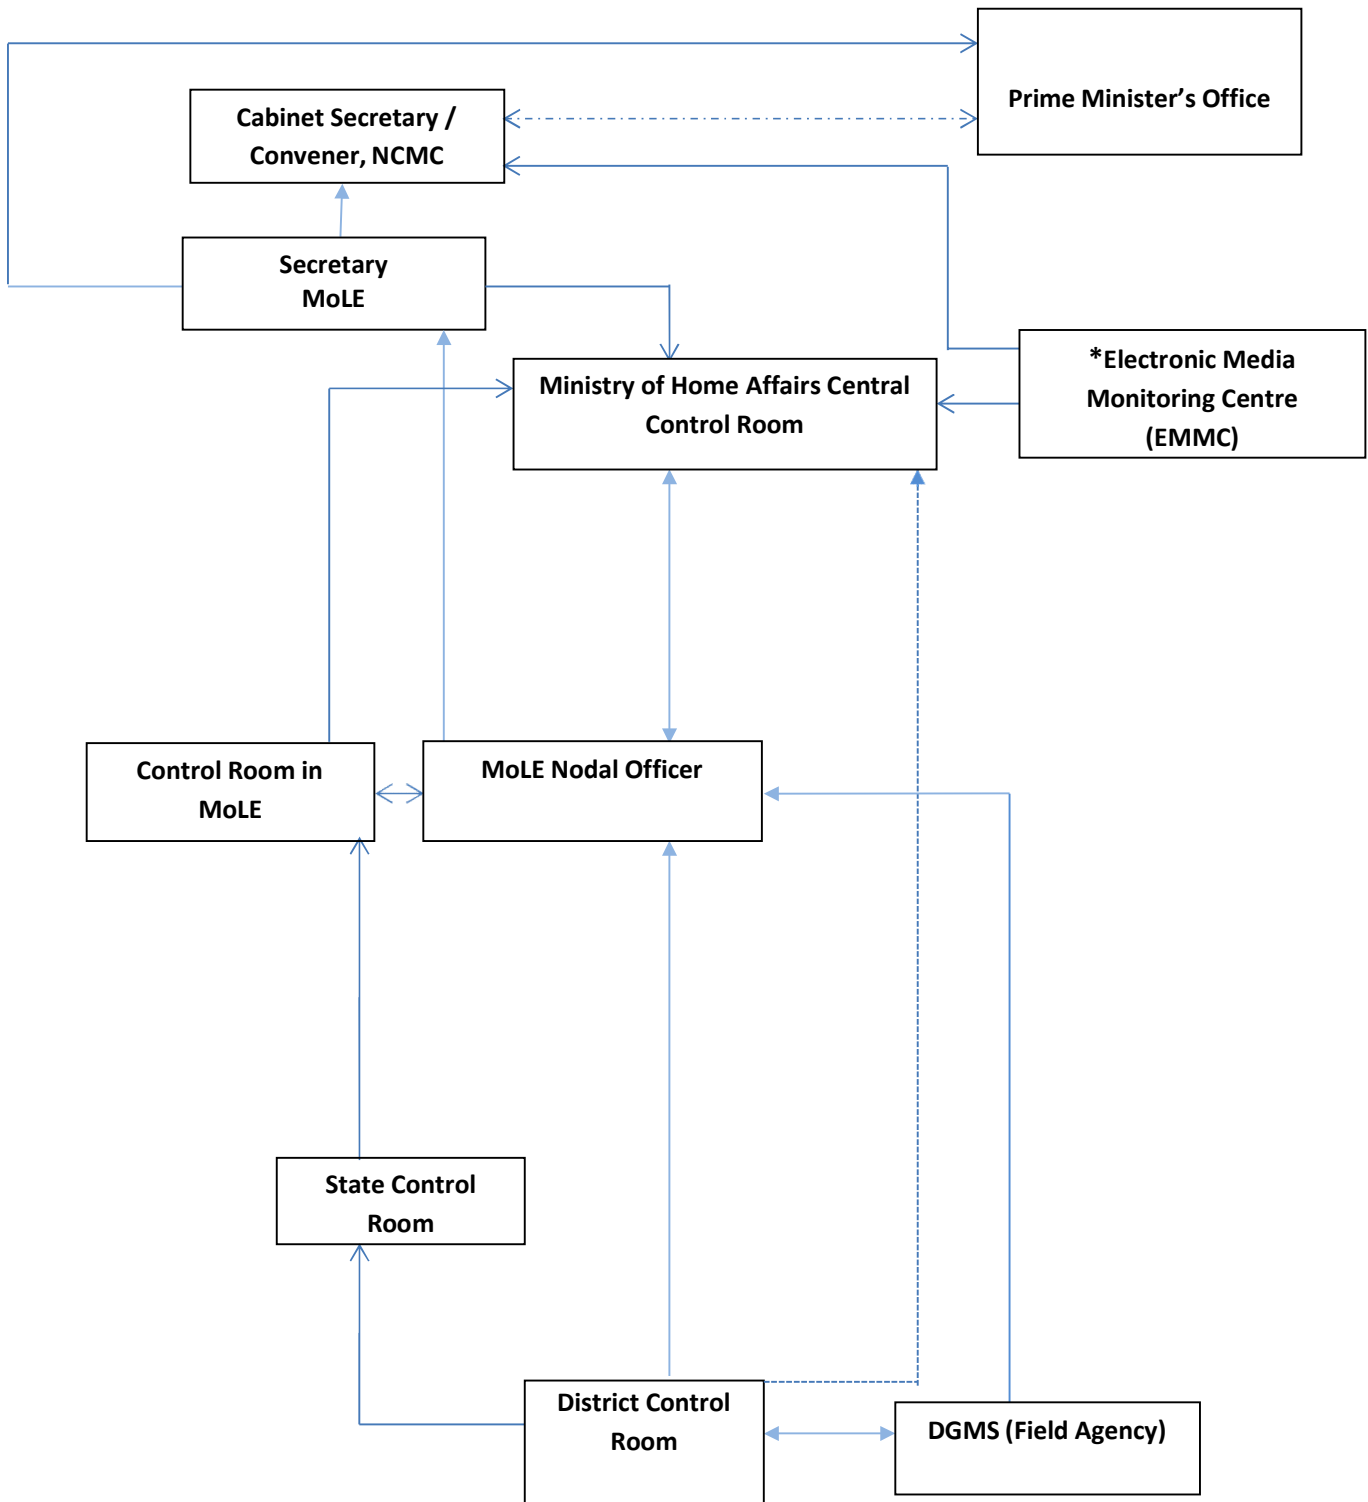 Prime Minister’s Office
Cabinet Secretary /
Convener, NCMC
Secretary
MoLE
*Electronic Media
Monitoring Centre
(EMMC)
Ministry of Home Affairs Central
Control Room
Control Room in
MoLE
MoLE Nodal Officer
State Control
Room
District Control
Room
DGMS (Field Agency)